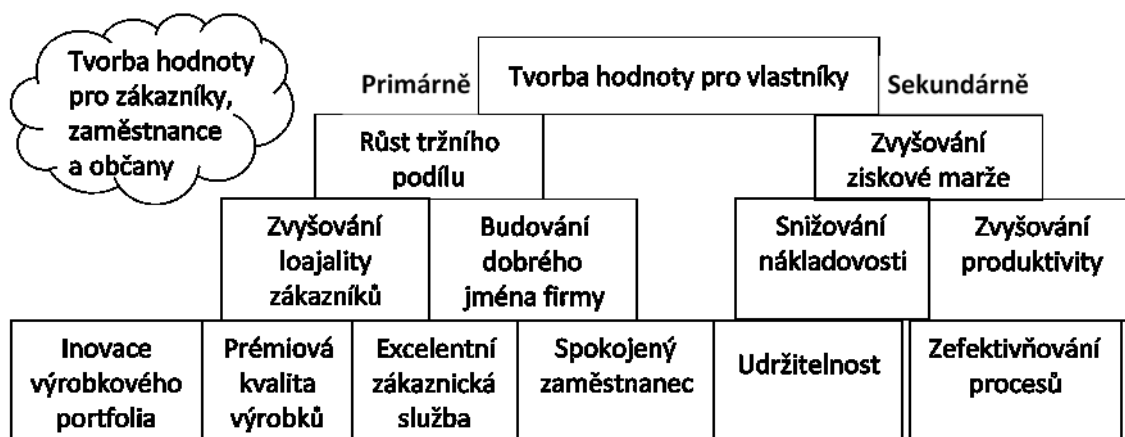 Tvorba hodnoty
pro zákazníky,
zaměstnance
a občany
Primárně
Tvorba hodnoty pro vlastníky
Sekundárně
Růst tržního
podílu
Zvyšování
ziskové marže
Zvyšování
loajality
zákazníků
Budování
dobrého
jména firmy
Snižování
nákladovosti
Zvyšování
produktivity
Inovace
výrobkového
portfolia
Prémiová
kvalita
výrobků
Excelentní
zákaznická
služba
Spokojený
zaměstnanec
Udržitelnost
Zefektivňování
procesů